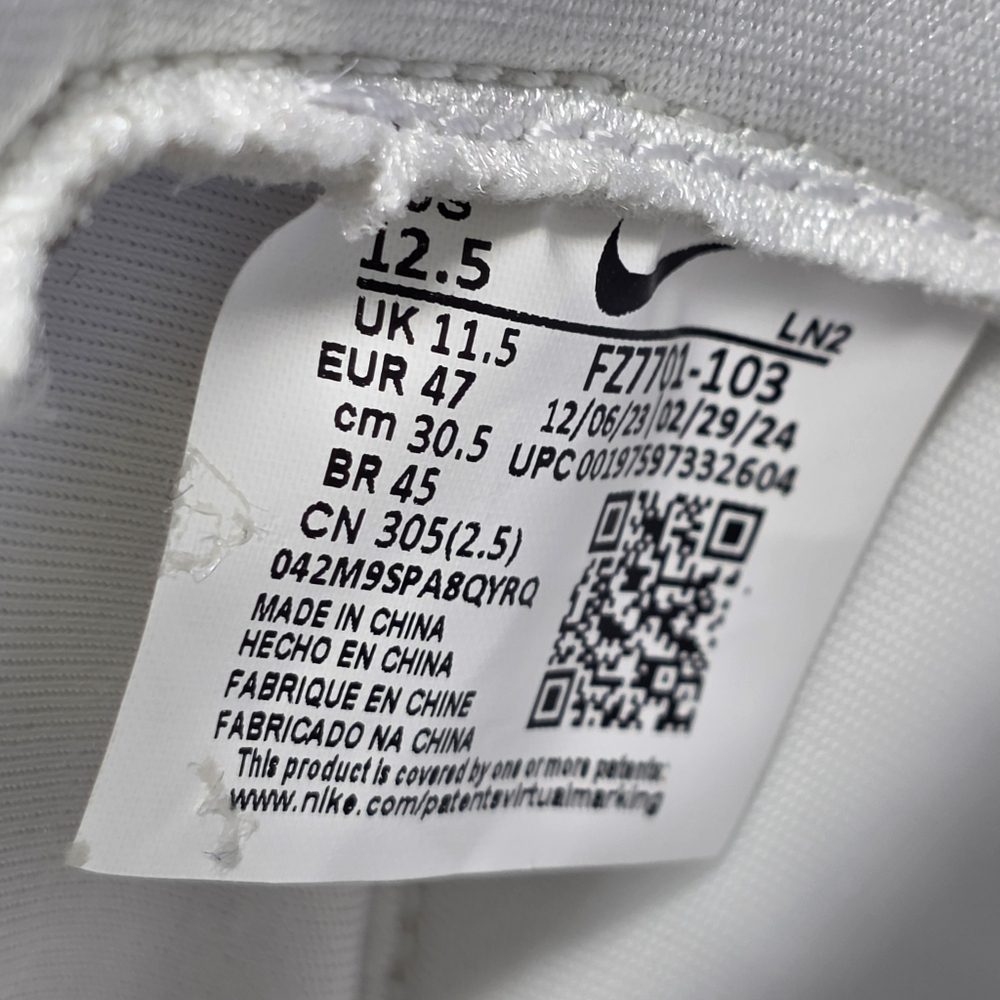 US
12.5
LN2
UK 11.5
FZ7701-103
EUR 47
12/06/23 02/29/24
cm 30.5
UPC00197597332604
BR 45
CN 305(2.5)
042M9SPA8QYRQ
MADE IN CHINA
HECHO EN CHINA
FABRIQUE EN CHINE
FABRICADO NA CHINA
This product is covered by one or more patents:
www.nike.com/patentsvirtualmarking